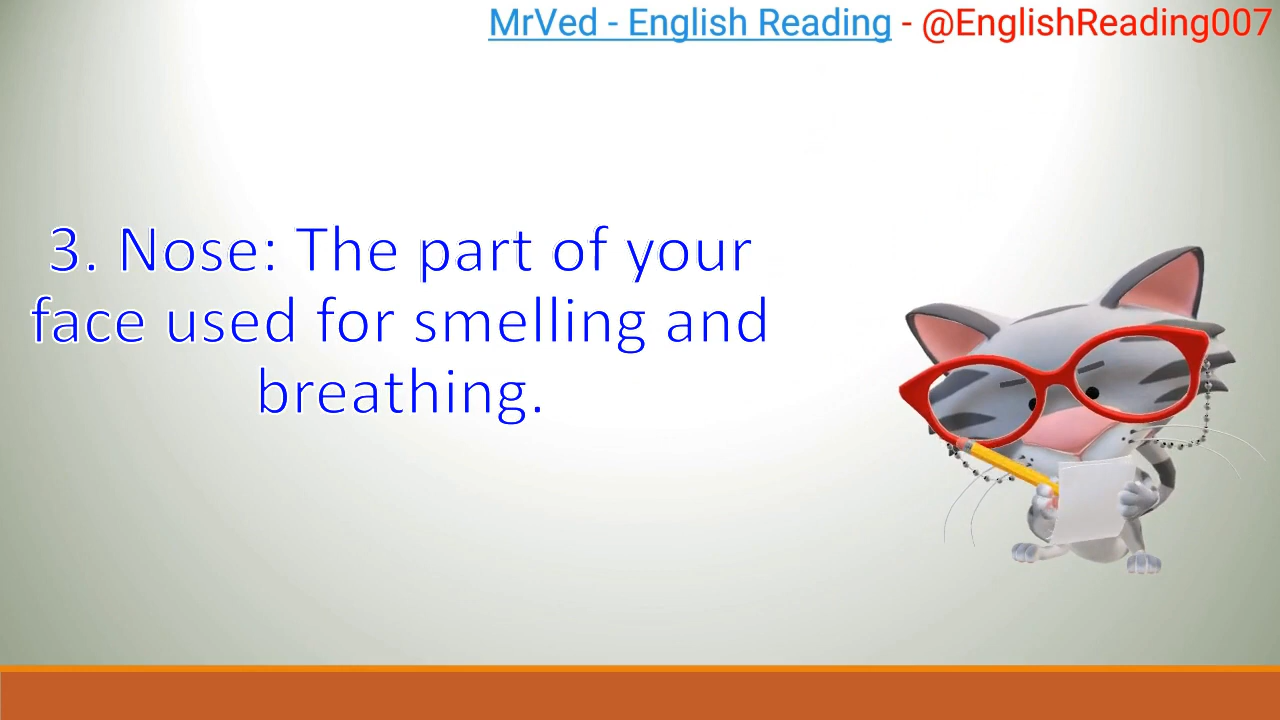 MrVed - English Reading - @EnglishReading007
3. Nose: The part of your
face used for smelling and
breathing.